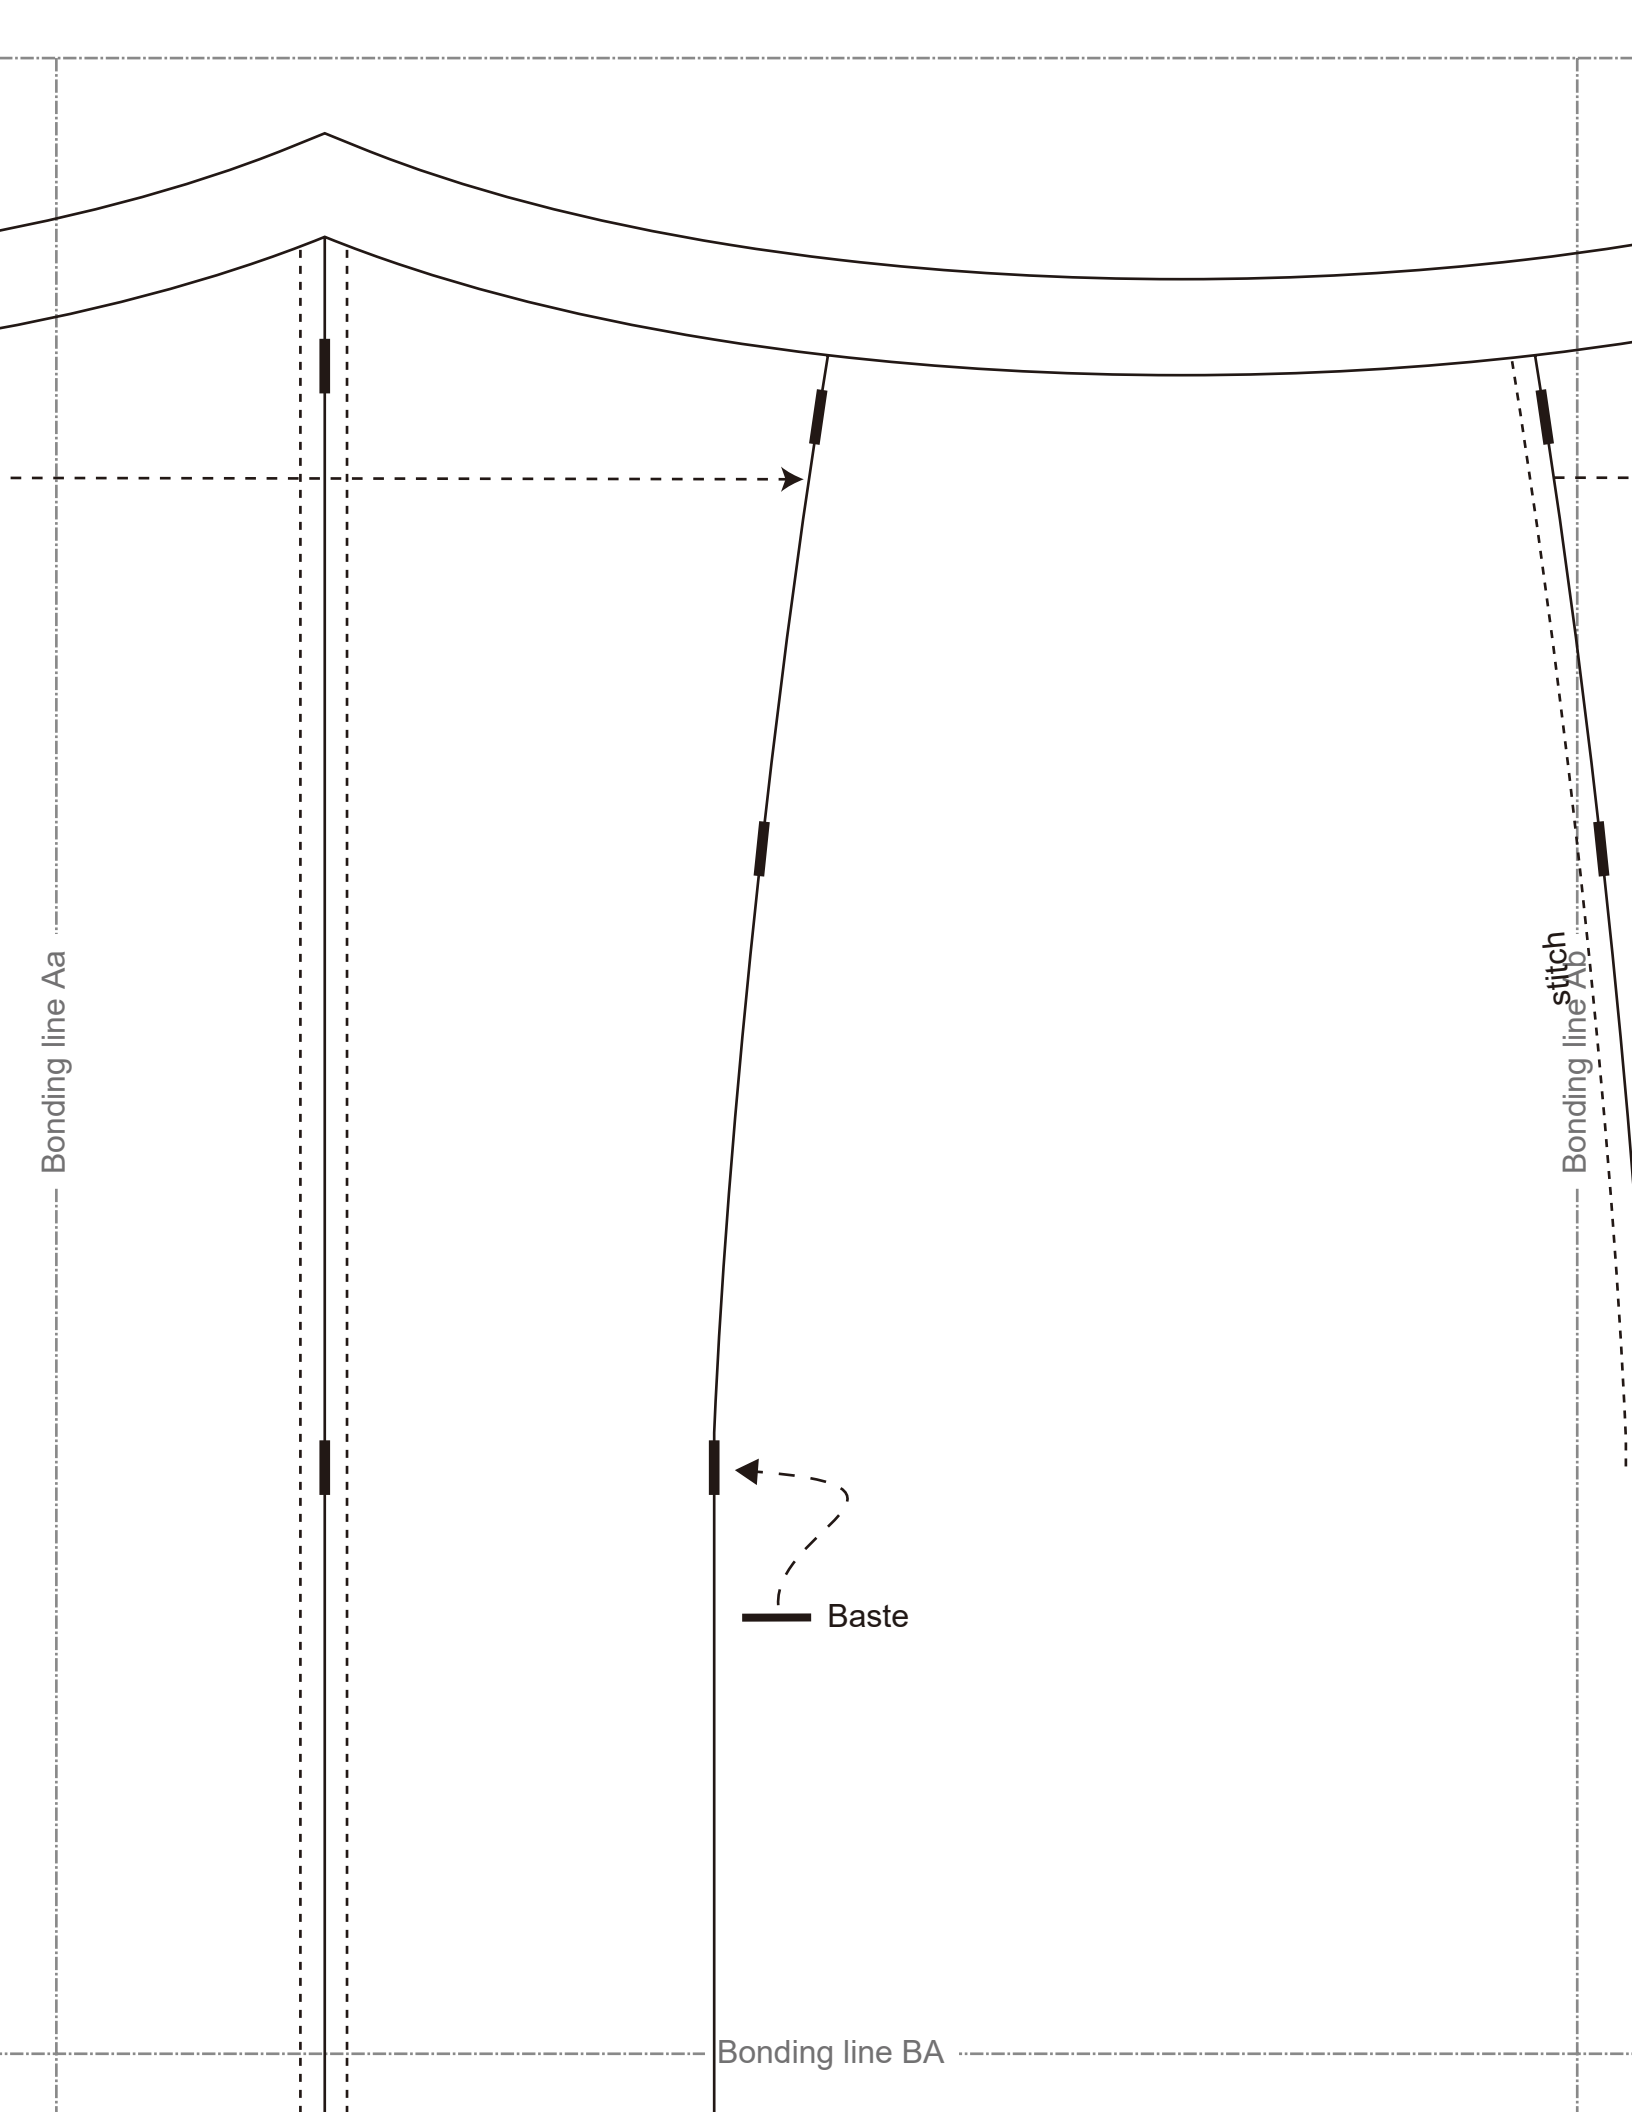 Bonding line Aa
stitch
Bonding line Ab
Baste
Bonding line BA